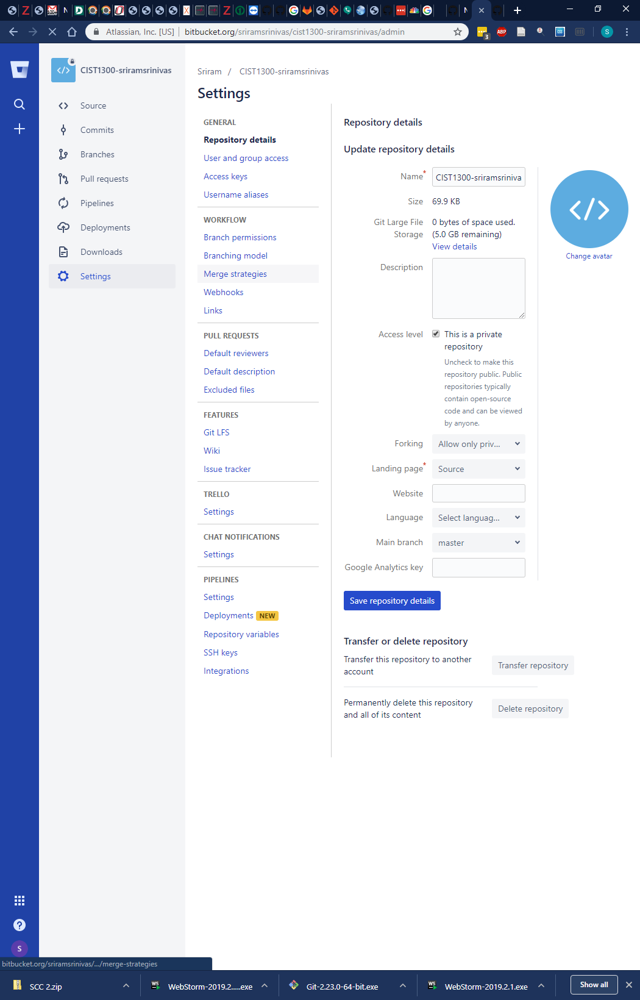 Atlassian, Inc. [US] | bitbucket.org/sriramsrinivas/cist1300-sriramsrinivas/admin
3
ABP
CSS
S
CIST1300-sriramsrinivas
Source
Commits
Branches
Pull requests
Pipelines
Deployments
Downloads
Settings
Sriram / CIST1300-sriramsrinivas
Settings
GENERAL
Repository details
User and group access
Access keys
Username aliases
WORKFLOW
Branch permissions
Branching model
Merge strategies
Webhooks
Links
PULL REQUESTS
Default reviewers
Default description
Excluded files
FEATURES
Git LFS
Wiki
Issue tracker
TRELLO
Settings
CHAT NOTIFICATIONS
Settings
PIPELINES
Settings
Deployments NEW
Repository variables
SSH keys
Integrations
Repository details
Update repository details
Name* CIST1300-sriramsriniva
Size 69.9 KB
Git Large File Storage
0 bytes of space used.
(5.0 GB remaining)
View details
Description
Access level
This is a private
repository
Uncheck to make this
repository public. Public
repositories typically
contain open-source
code and can be viewed
by anyone.
Forking Allow only priv...
Landing page* Source
Website
Language Select languag...
Main branch master
Google Analytics key
Save repository details
Change avatar
Transfer or delete repository
Transfer this repository to another
account
Transfer repository
Permanently delete this repository
and all of its content
Delete repository
S
bitbucket.org/sriramsrinivas/.../merge-strategies
SCC 2.zip
WS WebStorm-2019.2.....exe
Git-2.23.0-64-bit.exe
WS WebStorm-2019.2.1.exe
Show all